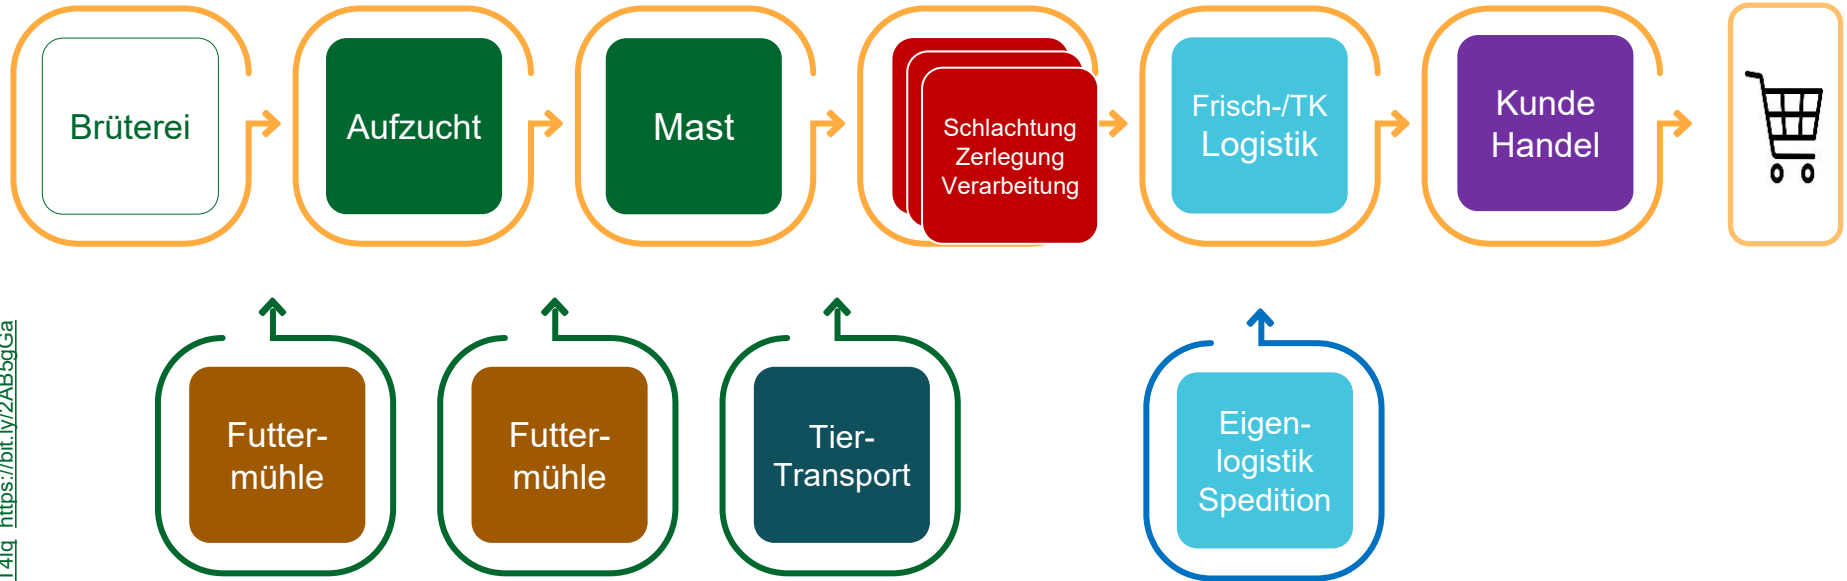 Brüterei
Aufzucht
Mast
Schlachtung
Zerlegung
Verarbeitung
Frisch-/TK
Logistik
Kunde
Handel
Futter-
mühle
Futter-
mühle
Tier-
Transport
Eigen-
logistik
Spedition
https://bit.ly/2AB5gGa